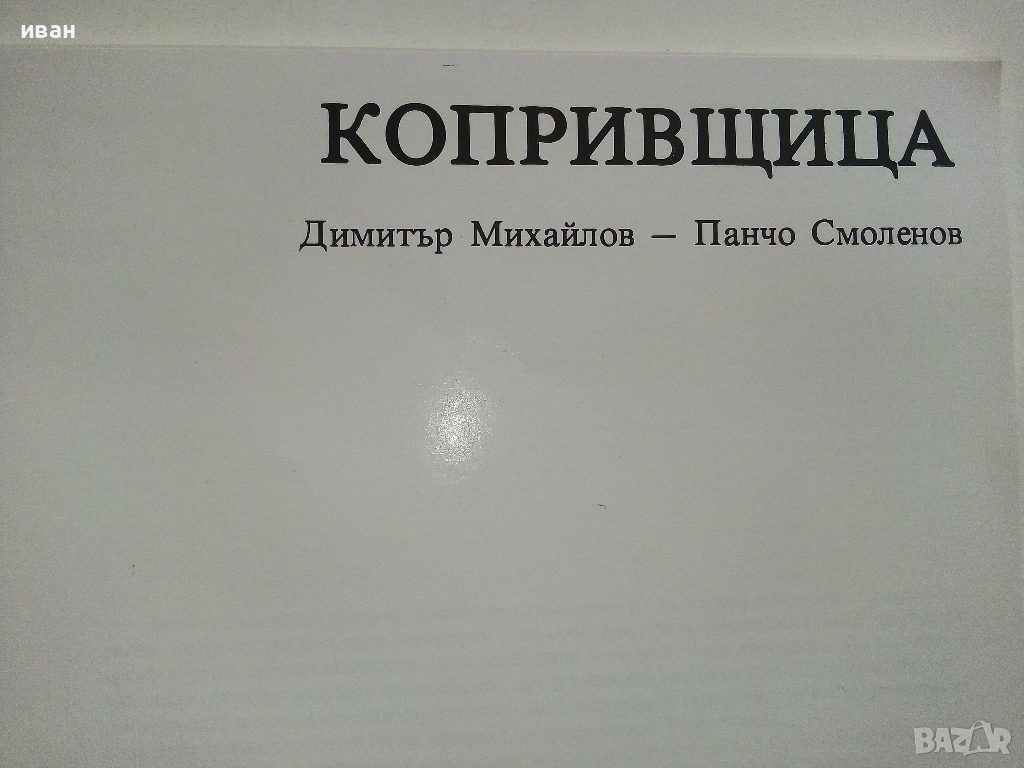 иван
КОПРИВЩИЦА
Димитър Михайлов – Панчо Смоленов
BAZAR